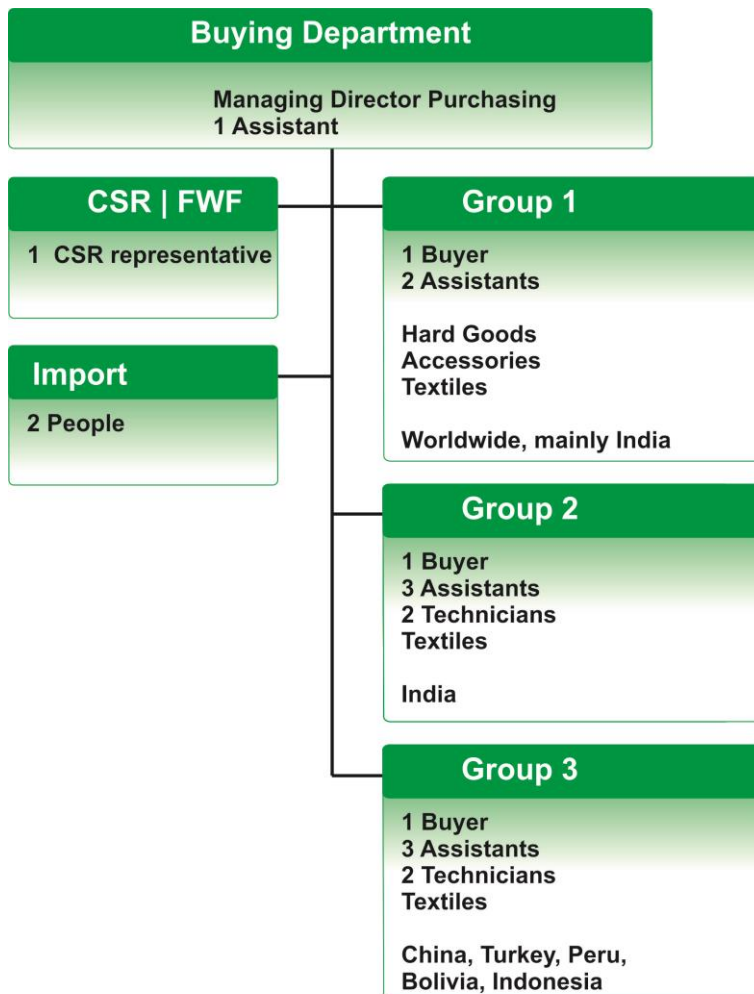 Buying Department
Managing Director Purchasing
1 Assistant
CSR | FWF
1 CSR representative
Import
2 People
Group 1
1 Buyer
2 Assistants
Hard Goods
Accessories
Textiles
Worldwide, mainly India
Group 2
1 Buyer
3 Assistants
2 Technicians
Textiles
India
Group 3
1 Buyer
3 Assistants
2 Technicians
Textiles
China, Turkey, Peru,
Bolivia, Indonesia